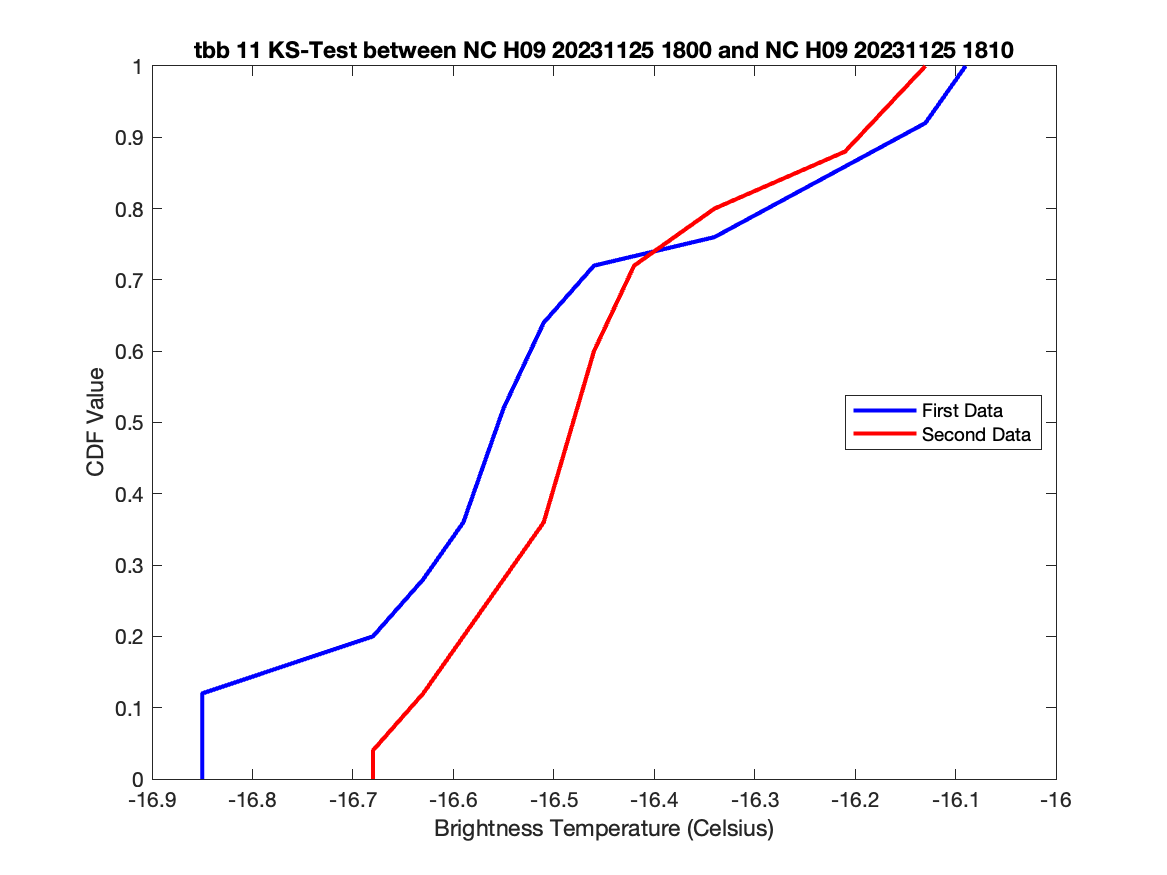 tbb 11 KS-Test between NC H09 20231125 1800 and NC H09 20231125 1810
1
0.9
0.8
0.7
0.6
0.5
0.4
0.3
0.2
0.1
0
CDF Value
First Data
Second Data
-16.9 -16.8 -16.7 -16.6 -16.5 -16.4 -16.3 -16.2 -16.1 -16
Brightness Temperature (Celsius)